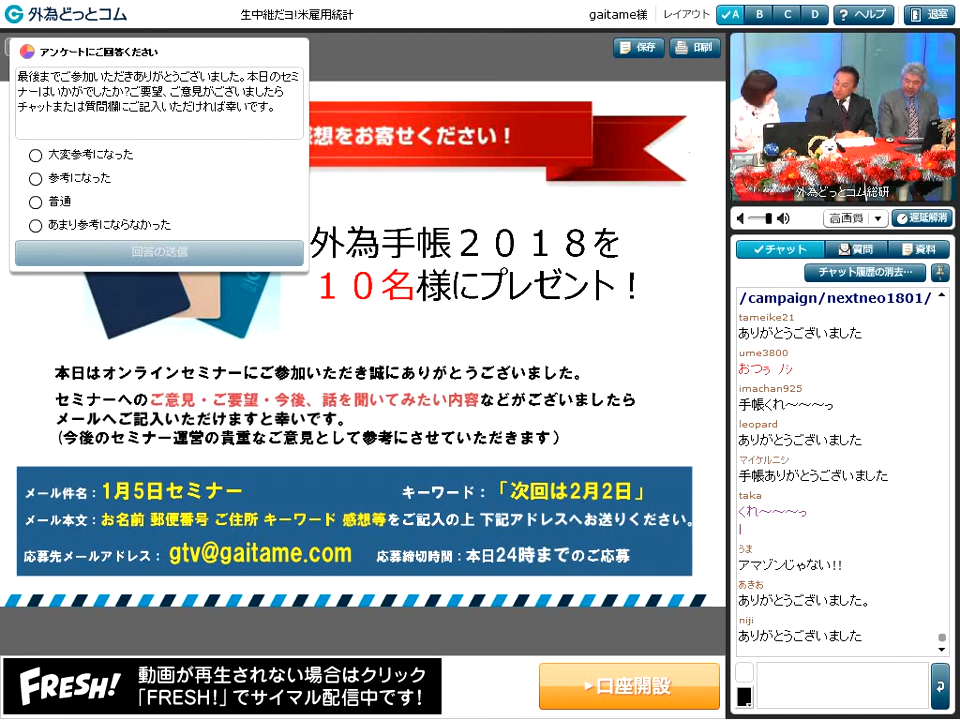 外為どっとコム
生中継だヨ!米雇用統計
gaitame様
レイアウト
A
B
C
D
? ヘルプ
退室
アンケートにご回答ください
最後までご参加いただきありがとうございました。本日のセミ
ナーはいかがでしたか?ご要望、ご意見がございましたら
チャットまたは質問欄にご記入いただければ幸いです。
大変参考になった
参考になった
普通
あまり参考にならなかった
回答の送信
保存
印刷
想をお寄せください!
外為手帳2018を
10名様にプレゼント!
本日はオンラインセミナーにご参加いただき誠にありがとうございました。
セミナーへのご意見・ご要望・今後、話を聞いてみたい内容などがございましたら
メールへご記入いただけますと幸いです。
(今後のセミナー運営の貴重なご意見として参考にさせていただきます)
メール件名:1月5日セミナー
キーワード:「次回は2月2日」
メール本文:お名前 郵便番号 ご住所 キーワード 感想等をご記入の上 下記アドレスへお送りください。
応募先メールアドレス: gtv@gaitame.com
応募締切時間:本日24時までのご応募
FRESH!
動画が再生されない場合はクリック
「FRESH!」でサイマル配信中です!
口座開設
外為どっとコム総研
高画質
遅延解消
チャット
質問
資料
チャット履歴の消去…
/campaign/nextneo1801/
tameike21
ありがとうございました
ume3800
おつぅ ノシ
imachan925
手帳くれ〜〜〜っ
leopard
ありがとうございました
マイケルニシ
手帳ありがとうございました
taka
くれ〜〜〜っ
|
うま
アマゾンじゃない!!
あきお
ありがとうございました。
niji
ありがとうございました